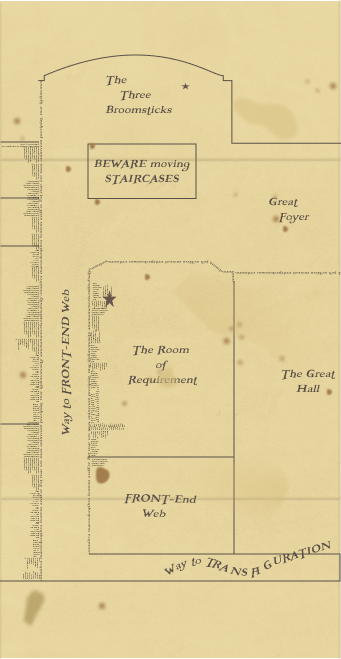 The
Three
Broomsticks
BEWARE moving
STAIRCASES
Great
Foyer
Way to FRONT-END Web
The Room
of
Requirement
The Great
Hall
FRONT-End
Web
Way to TRANSFIGURATION